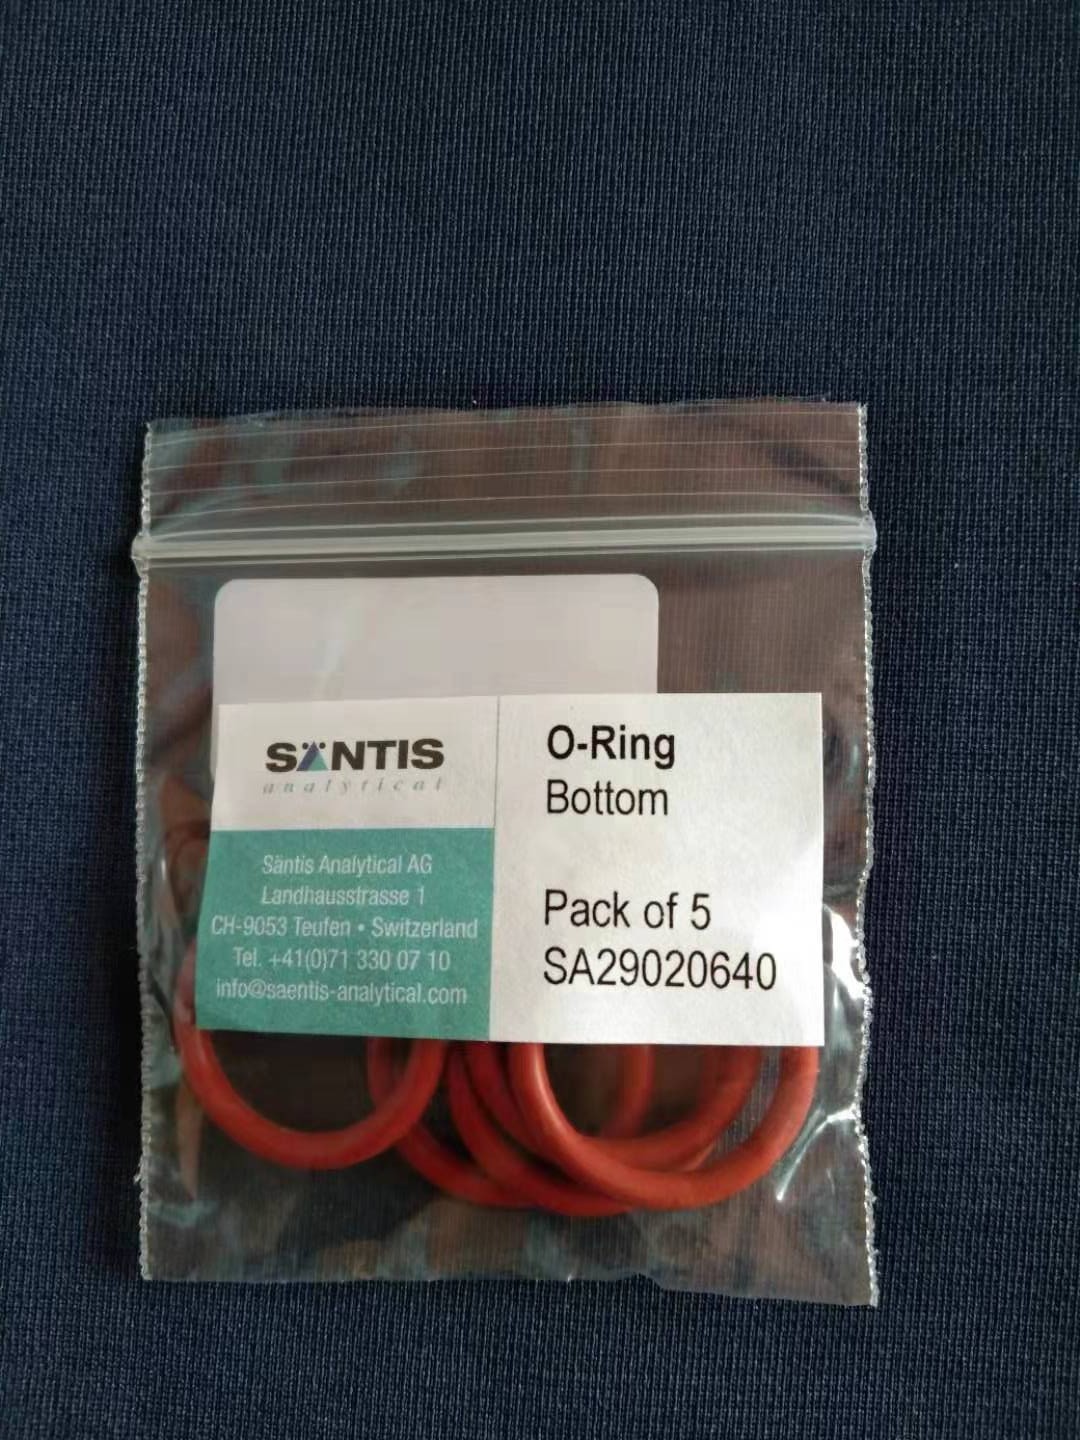 SÄNTIS
analytical
Säntis Analytical AG
Landhausstrasse 1
CH-9053 Teufen • Switzerland
Tel. +41(0)71 330 07 10
info@saentis-analytical.com
O-Ring
Bottom
Pack of 5
SA29020640